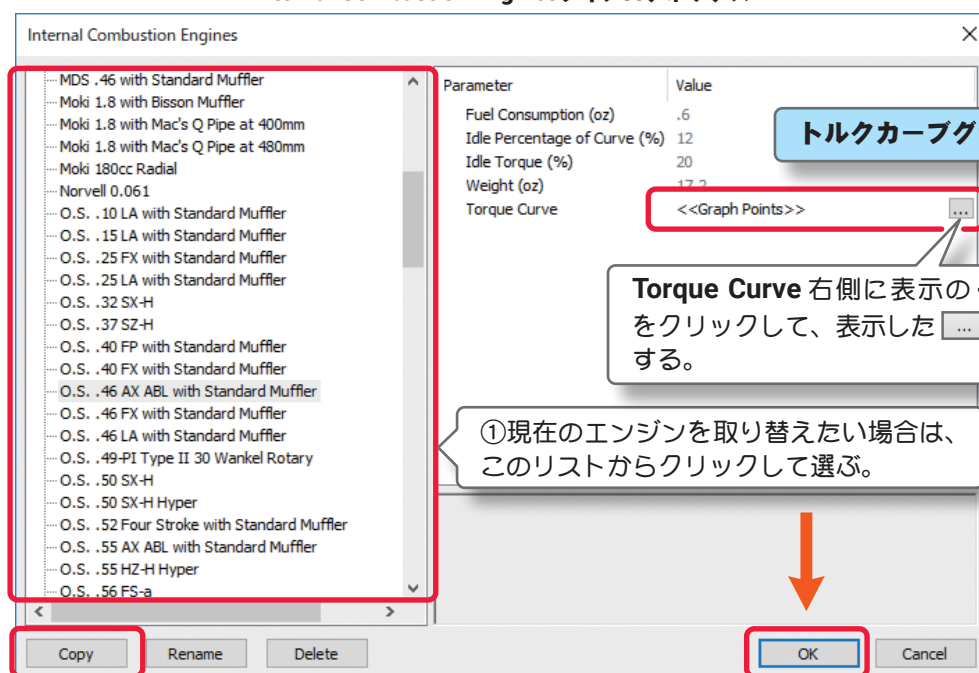 Internal Combustion Engines
MDS .46 with Standard Muffler
Moki 1.8 with Bisson Muffler
Moki 1.8 with Mac's Q Pipe at 400mm
Moki 1.8 with Mac's Q Pipe at 480mm
Moki 180cc Radial
Norvell 0.061
O.S. .10 LA with Standard Muffler
O.S. .15 LA with Standard Muffler
O.S. .25 FX with Standard Muffler
O.S. .25 LA with Standard Muffler
O.S. .32 SX-H
O.S. .37 SZ-H
O.S. .40 FP with Standard Muffler
O.S. .40 FX with Standard Muffler
O.S. .46 AX ABL with Standard Muffler
O.S. .46 FX with Standard Muffler
O.S. .46 LA with Standard Muffler
O.S. .49-PI Type II 30 Wankel Rotary
O.S. .50 SX-H
O.S. .50 SX-H Hyper
O.S. .52 Four Stroke with Standard Muffler
O.S. .55 AX ABL with Standard Muffler
O.S. .55 HZ-H Hyper
O.S. .56 FS-a
Parameter Value
Fuel Consumption (oz) .6
Idle Percentage of Curve (%) 12
Idle Torque (%) 20
Weight (oz) 17.2
Torque Curve <<Graph Points>> ...
トルクカーブグ
Torque Curve 右側に表示の
をクリックして、表示した ...
する。
①現在のエンジンを取り替えたい場合は、
このリストからクリックして選ぶ。
Copy Rename Delete OK Cancel